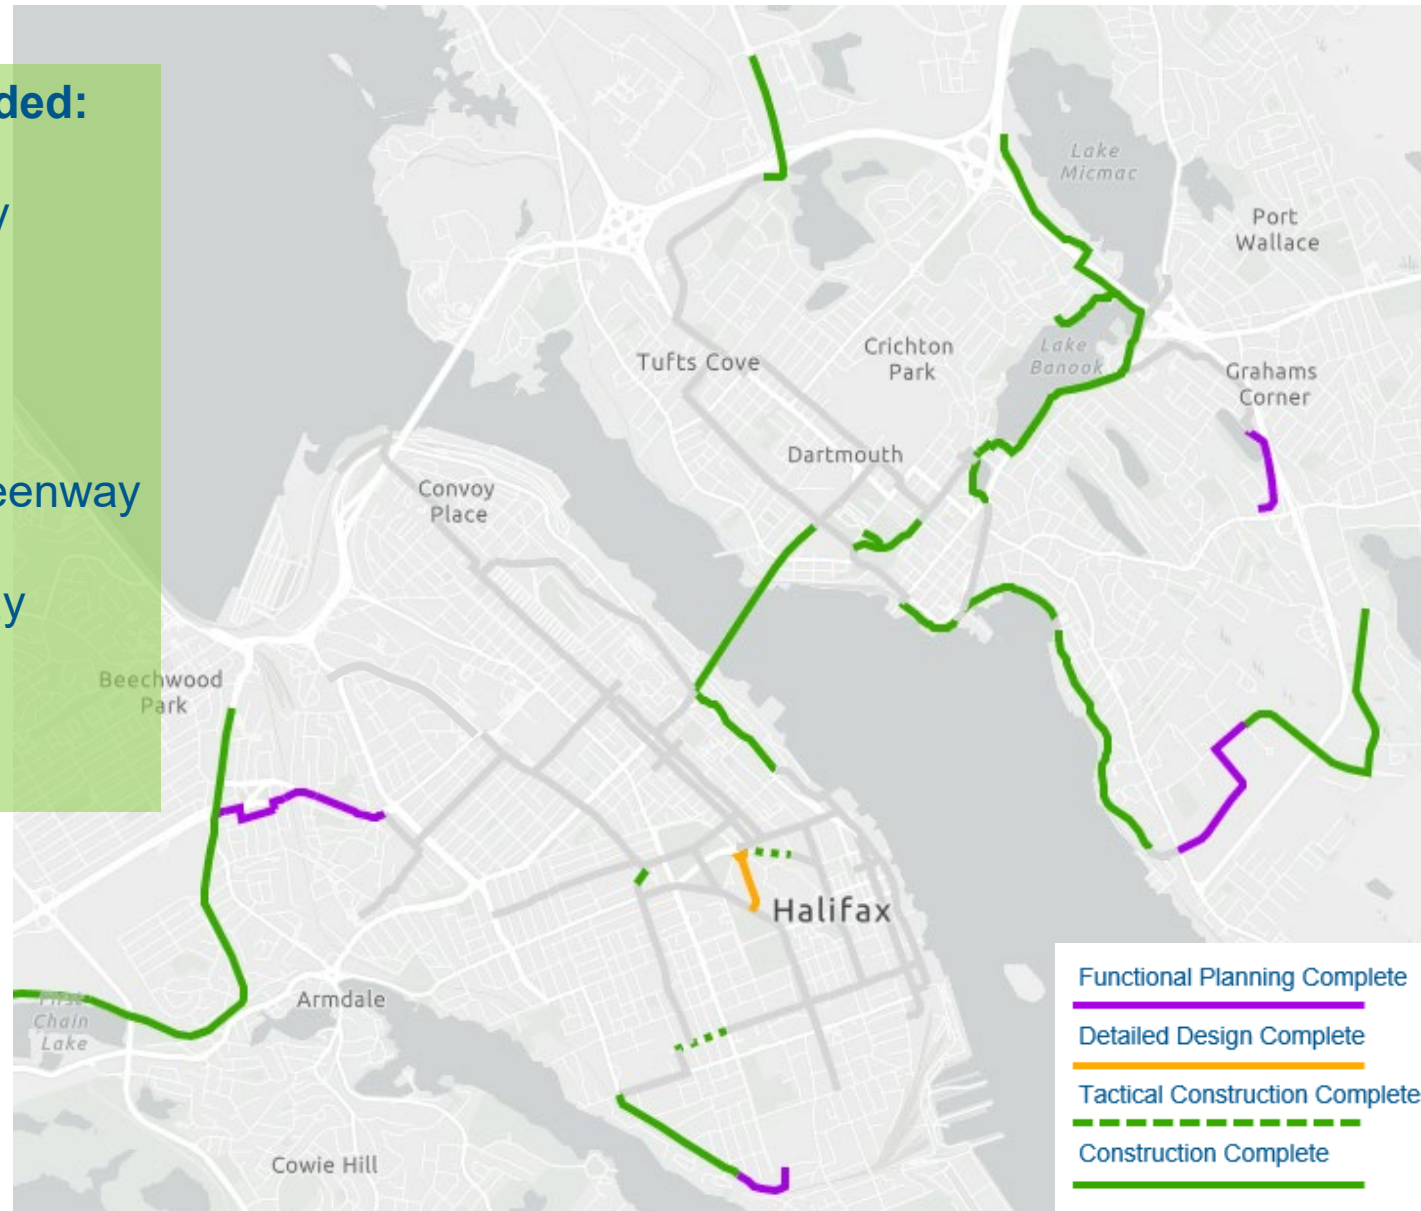 ded:
y
eenway
y
Lake
Micmac
Port
Wallace
Tufts Cove
Crichton
Park
Lake
Banook
Grahams
Corner
Dartmouth
Convoy
Place
Beechwood
Park
Halifax
Armdale
First
Chain
Lake
Cowie Hill
Functional Planning Complete
Detailed Design Complete
Tactical Construction Complete
Construction Complete